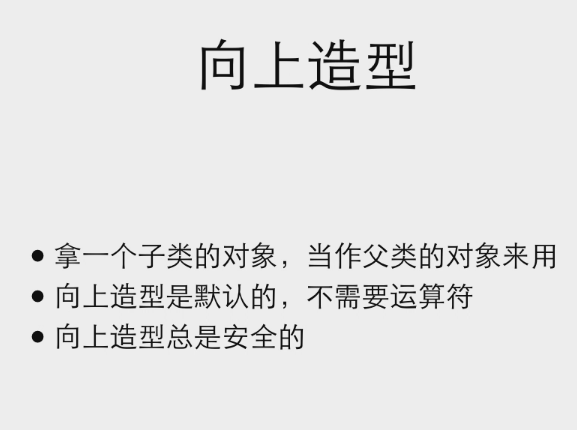 向上造型
• 拿一个子类的对象，当作父类的对象来用
• 向上造型是默认的，不需要运算符
• 向上造型总是安全的